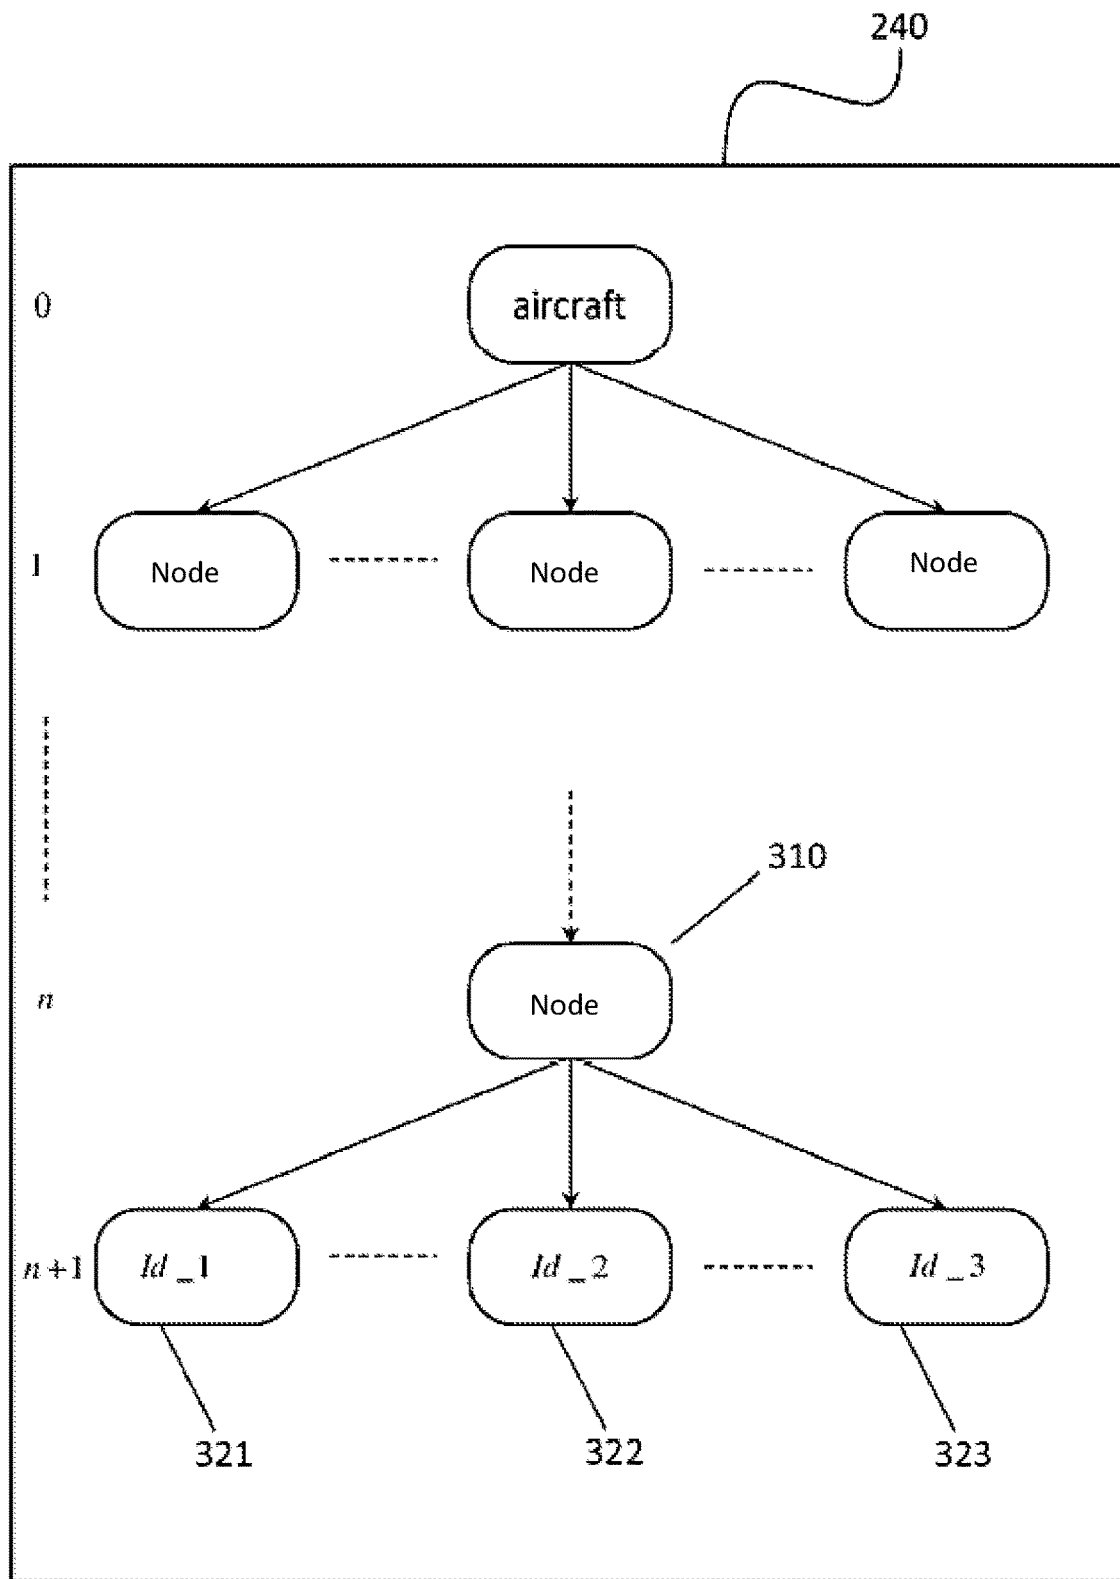 240
0 aircraft
1 Node Node Node
310
n Node
n+1 Id_1 Id_2 Id_3
321 322 323